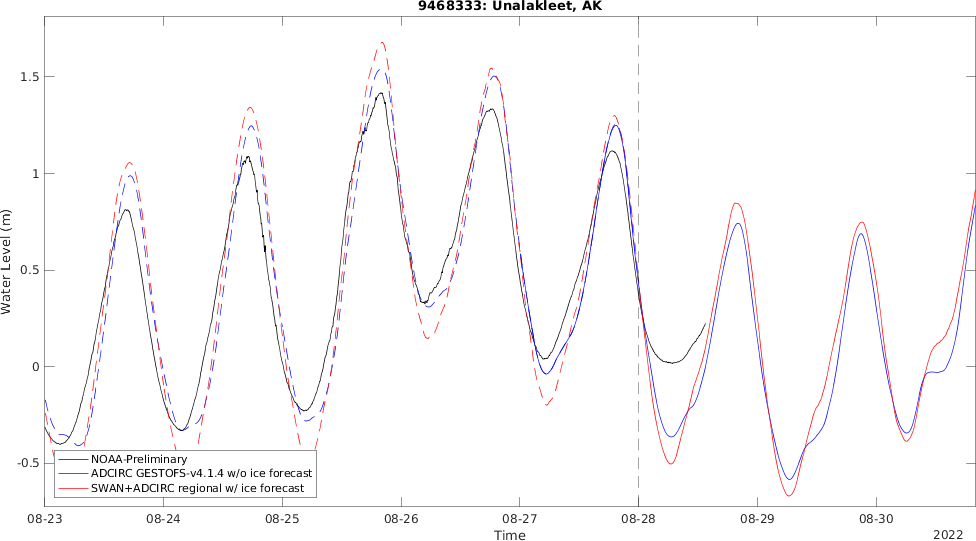 9468333: Unalakleet, AK
Water Level (m)
1.5
1
0.5
0
-0.5
NOAA-Preliminary
ADCIRC GESTOFS-v4.1.4 w/o ice forecast
SWAN+ADCIRC regional w/ ice forecast
08-23 08-24 08-25 08-26 08-27 08-28 08-29 08-30
Time
2022